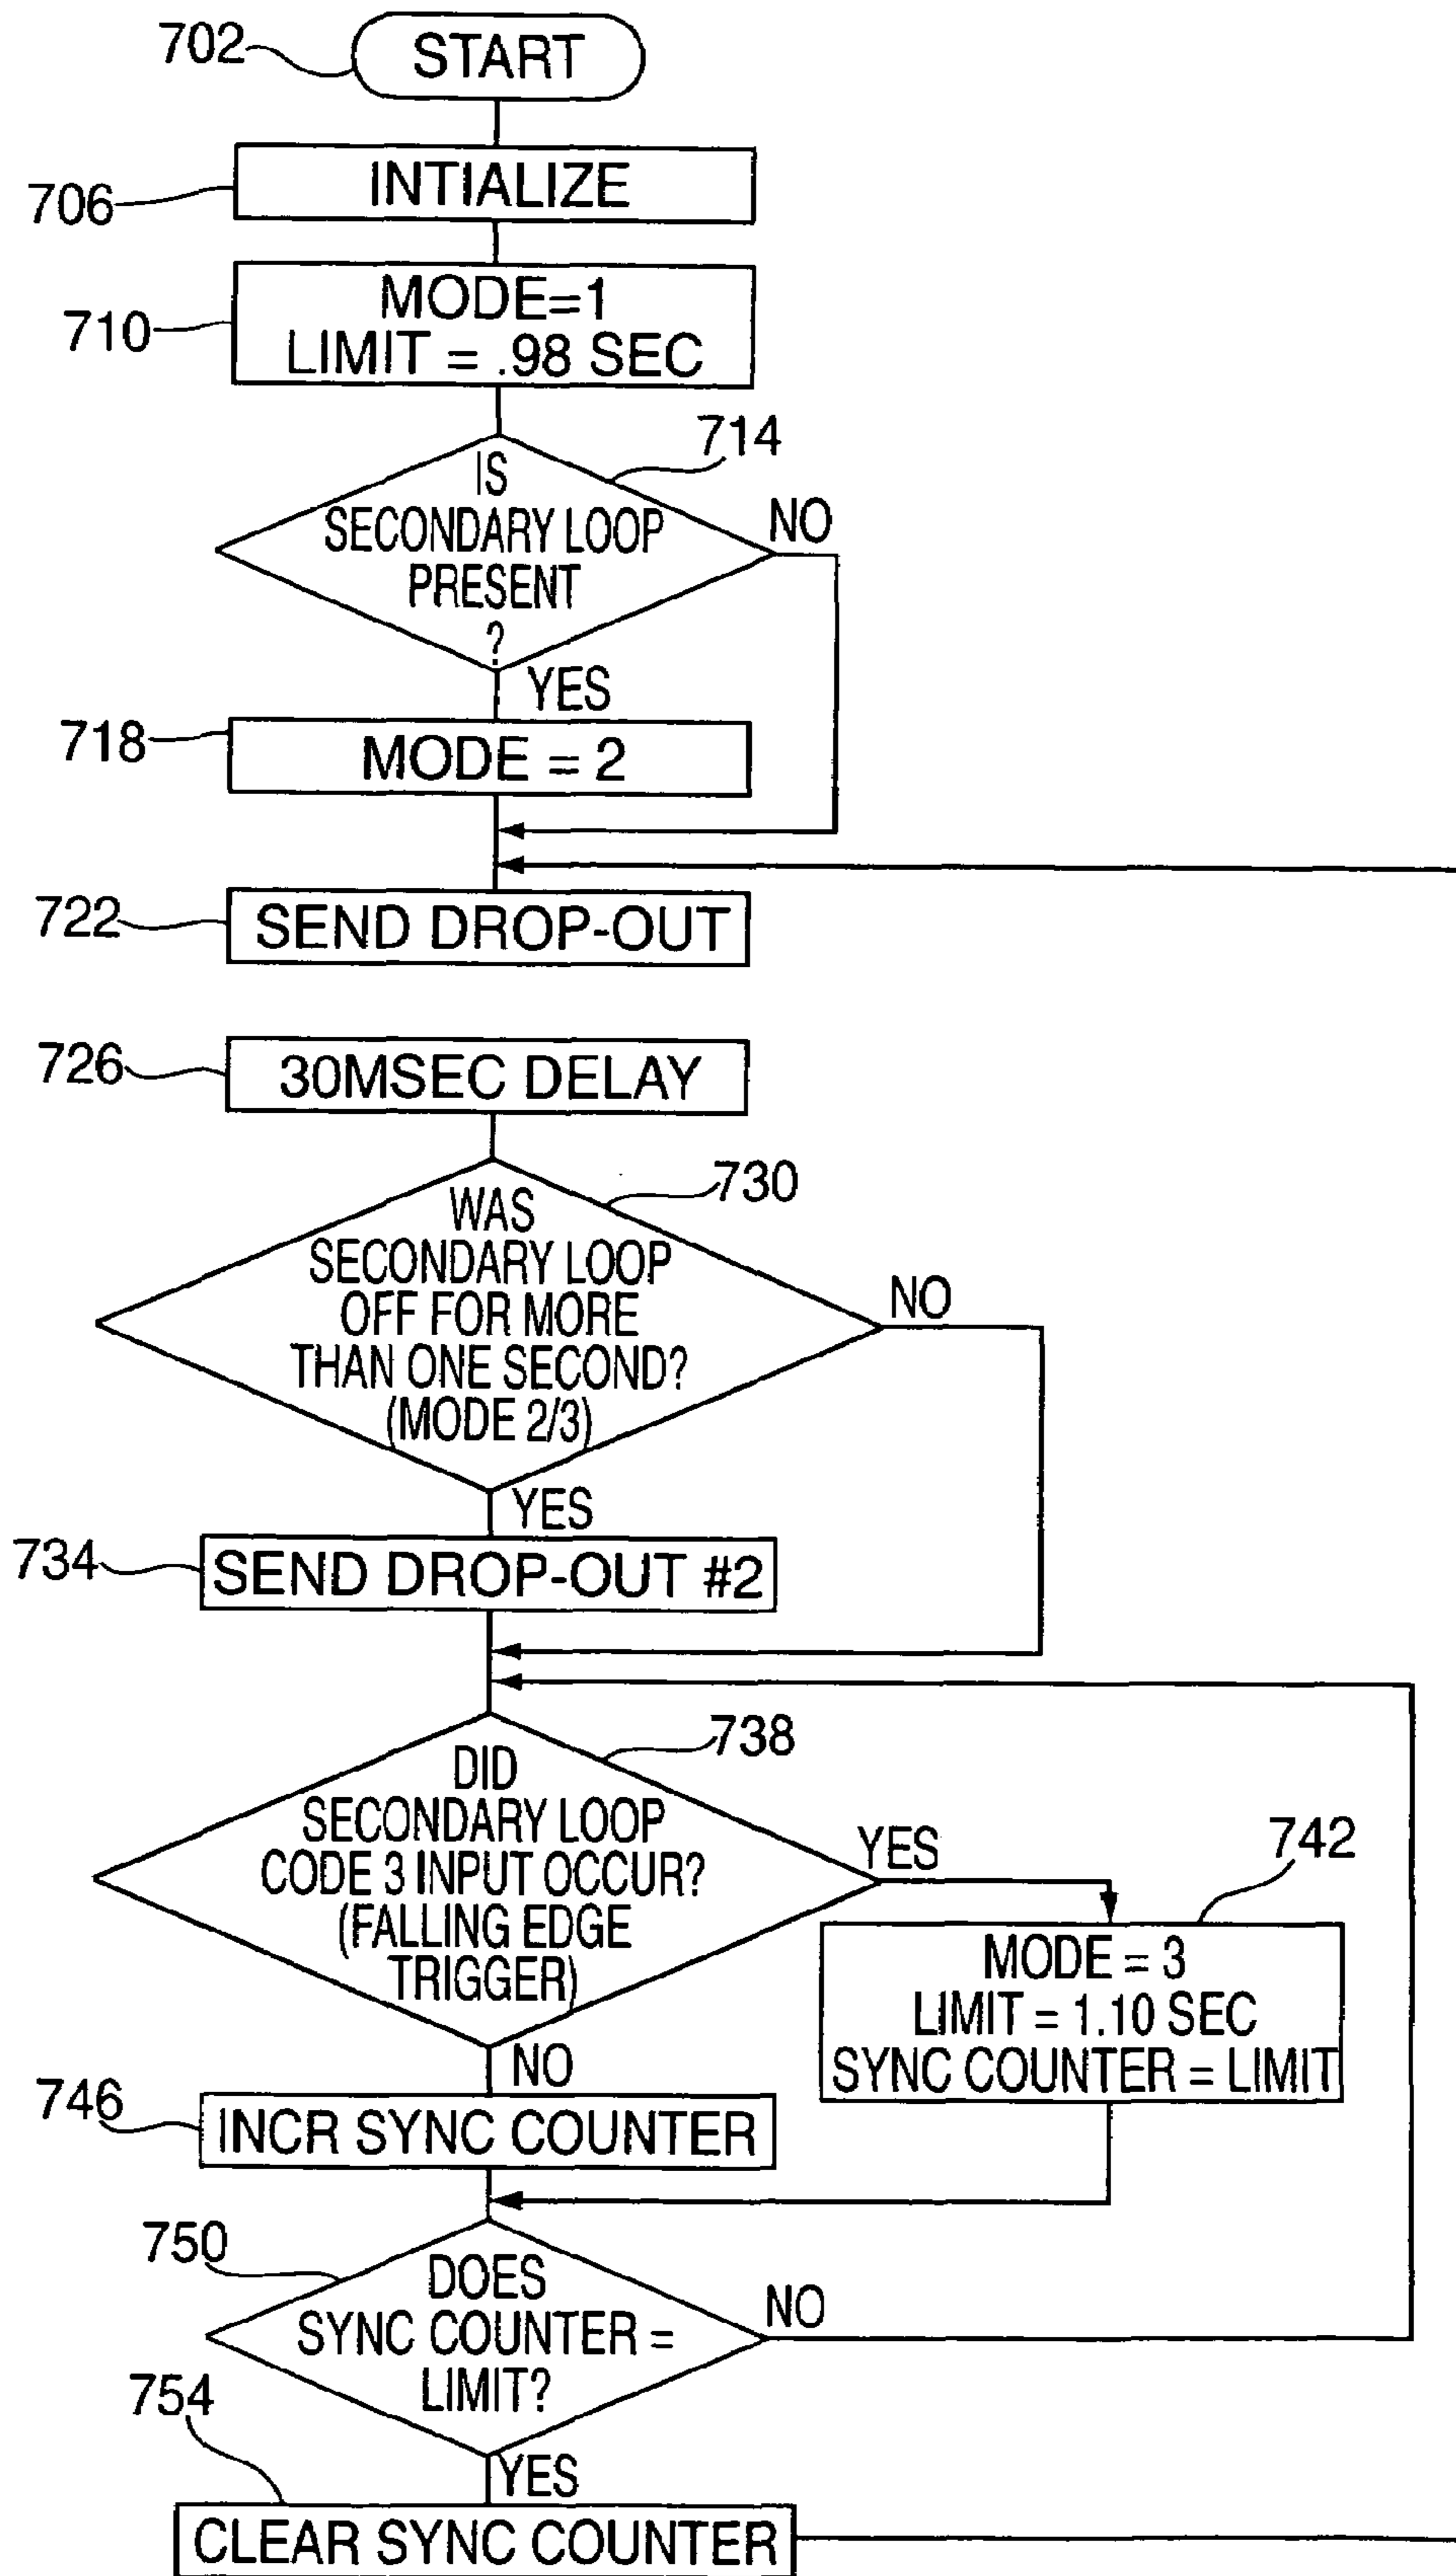 702
START
706
INTIALIZE
710
MODE=1
LIMIT = .98 SEC
714
IS
SECONDARY LOOP
PRESENT
?
NO
YES
718
MODE = 2
722
SEND DROP-OUT
726
30MSEC DELAY
730
WAS
SECONDARY LOOP
OFF FOR MORE
THAN ONE SECOND?
(MODE 2/3)
NO
YES
734
SEND DROP-OUT #2
738
DID
SECONDARY LOOP
CODE 3 INPUT OCCUR?
(FALLING EDGE
TRIGGER)
YES
742
MODE = 3
LIMIT = 1.10 SEC
SYNC COUNTER = LIMIT
NO
746
INCR SYNC COUNTER
750
DOES
SYNC COUNTER =
LIMIT?
NO
754
YES
CLEAR SYNC COUNTER